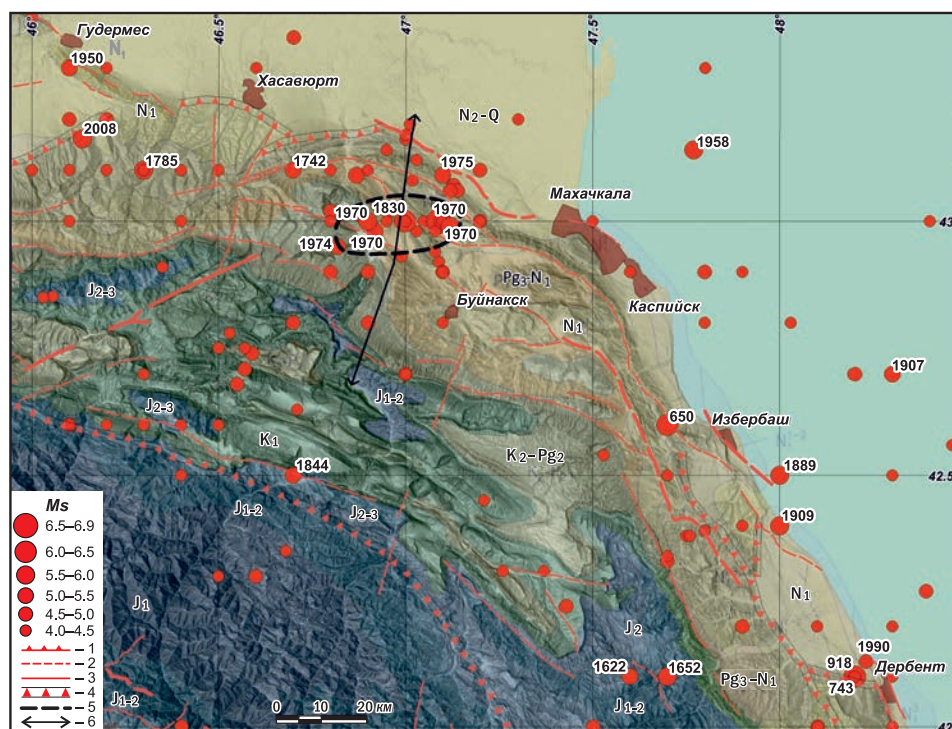 46°
46.5°
47°
47.5°
48°
Гудермес
N₁
1950
Хасавюрт
N₁
N₂–Q
2008
1958
1785
1742
1975
Махачкала
1970
1830
1970
43°
1974
1970
1970
Pg₃–N₁
J₂₋₃
Буйнакск
Каспийск
N₁
1907
J₁₋₂
J₂₋₃
650
Избербаш
K₁
K₂–Pg₂
1844
1889
42.5°
Ms
6.5–6.9
J₁₋₂
J₂₋₃
6.0–6.5
1909
5.5–6.0
5.0–5.5
4.5–5.0
J₁
N₁
4.0–4.5
J₂
– 1
– 2
1990
– 3
1622
1652
918
Дербент
– 4
743
J₁₋₂
Pg₃–N₁
– 5
J₁₋₂
– 6
0 10 20 км
42